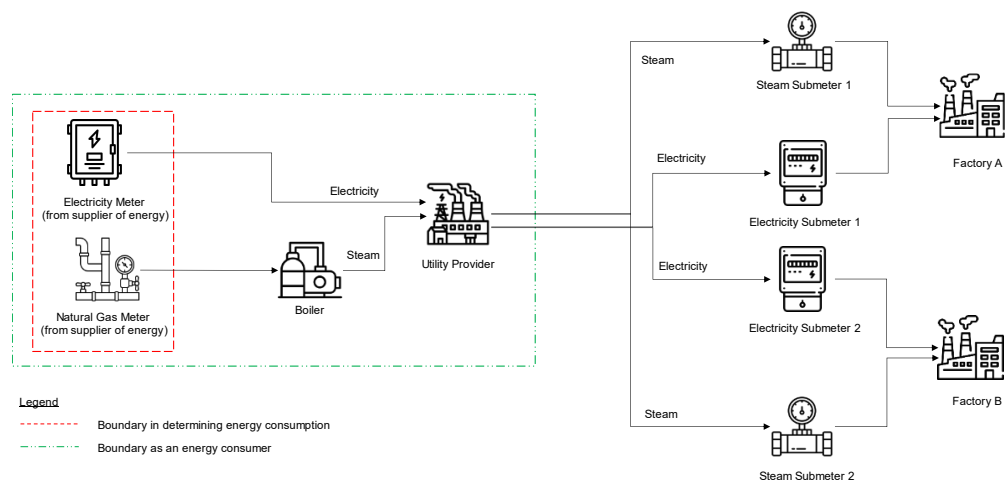 Steam
Steam Submeter 1
Factory A
Electricity
Electricity Submeter 1
Electricity Meter
(from supplier of energy)
Electricity
Steam
Utility Provider
Boiler
Natural Gas Meter
(from supplier of energy)
Electricity
Electricity Submeter 2
Factory B
Steam
Steam Submeter 2
Legend
Boundary in determining energy consumption
Boundary as an energy consumer